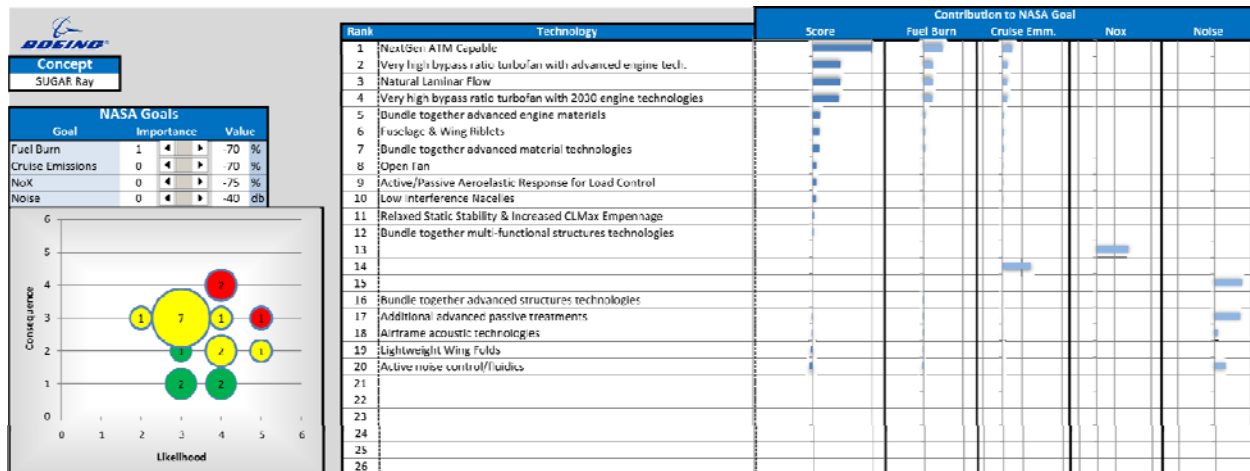 BOEING
Concept
SUGAR Ray
NASA Goals
Goal Importance Value
Fuel Burn 1 -70 %
Cruise Emissions 0 -70 %
NoX 0 -75 %
Noise 0 -40 db
6
5
4
3
2
1
0
Consequence
2
1 7 1 1
1 2 1
2 2
0 1 2 3 4 5 6
Likelihood
Contribution to NASA Goal
Rank Technology Score Fuel Burn Cruise Emm. Nox Noise
1 NextGen ATM Capable
2 Very high bypass ratio turbofan with advanced engine tech.
3 Natural Laminar Flow
4 Very high bypass ratio turbofan with 2030 engine technologies
5 Bundle together advanced engine materials
6 Fuselage & Wing Riblets
7 Bundle together advanced material technologies
8 Open Fan
9 Active/Passive Aeroelastic Response for Load Control
10 Low Interference Nacelles
11 Relaxed Static Stability & Increased CLMax Empennage
12 Bundle together multi-functional structures technologies
13
14
15
16 Bundle together advanced structures technologies
17 Additional advanced passive treatments
18 Airframe acoustic technologies
19 Lightweight Wing Folds
20 Active noise control/fluidics
21
22
23
24
25
26